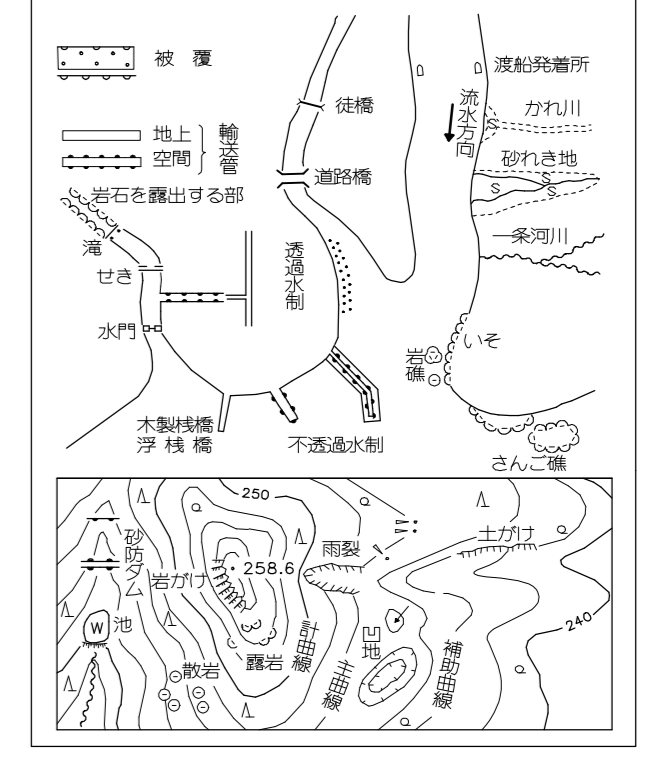 被覆
渡船発着所
徒橋
流水方向
かれ川
地上
空間
輸送管
砂れき地
道路橋
岩石を露出する部
S
S
S
S
滝
透過水制
一条河川
せき
水門
いそ
岩礁
木製桟橋
浮桟橋
不透過水制
さんご礁
250
砂防ダム
雨裂
土がけ
岩がけ
258.6
W
池
計曲線
凹地
240
散岩
露岩
主曲線
補助曲線